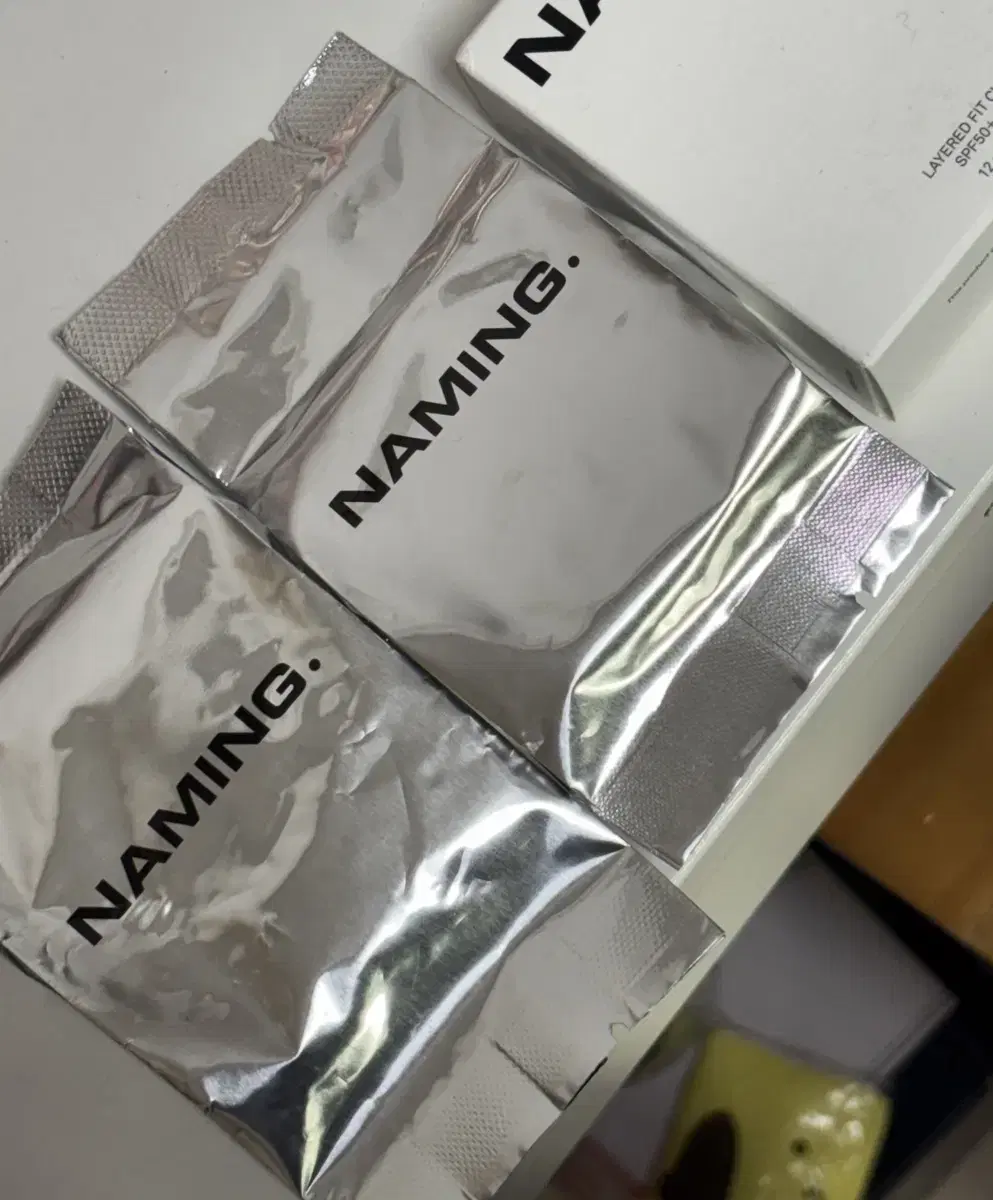 NA
LAYERED FIT
SPF50+
12
NAMING.
NAMING.